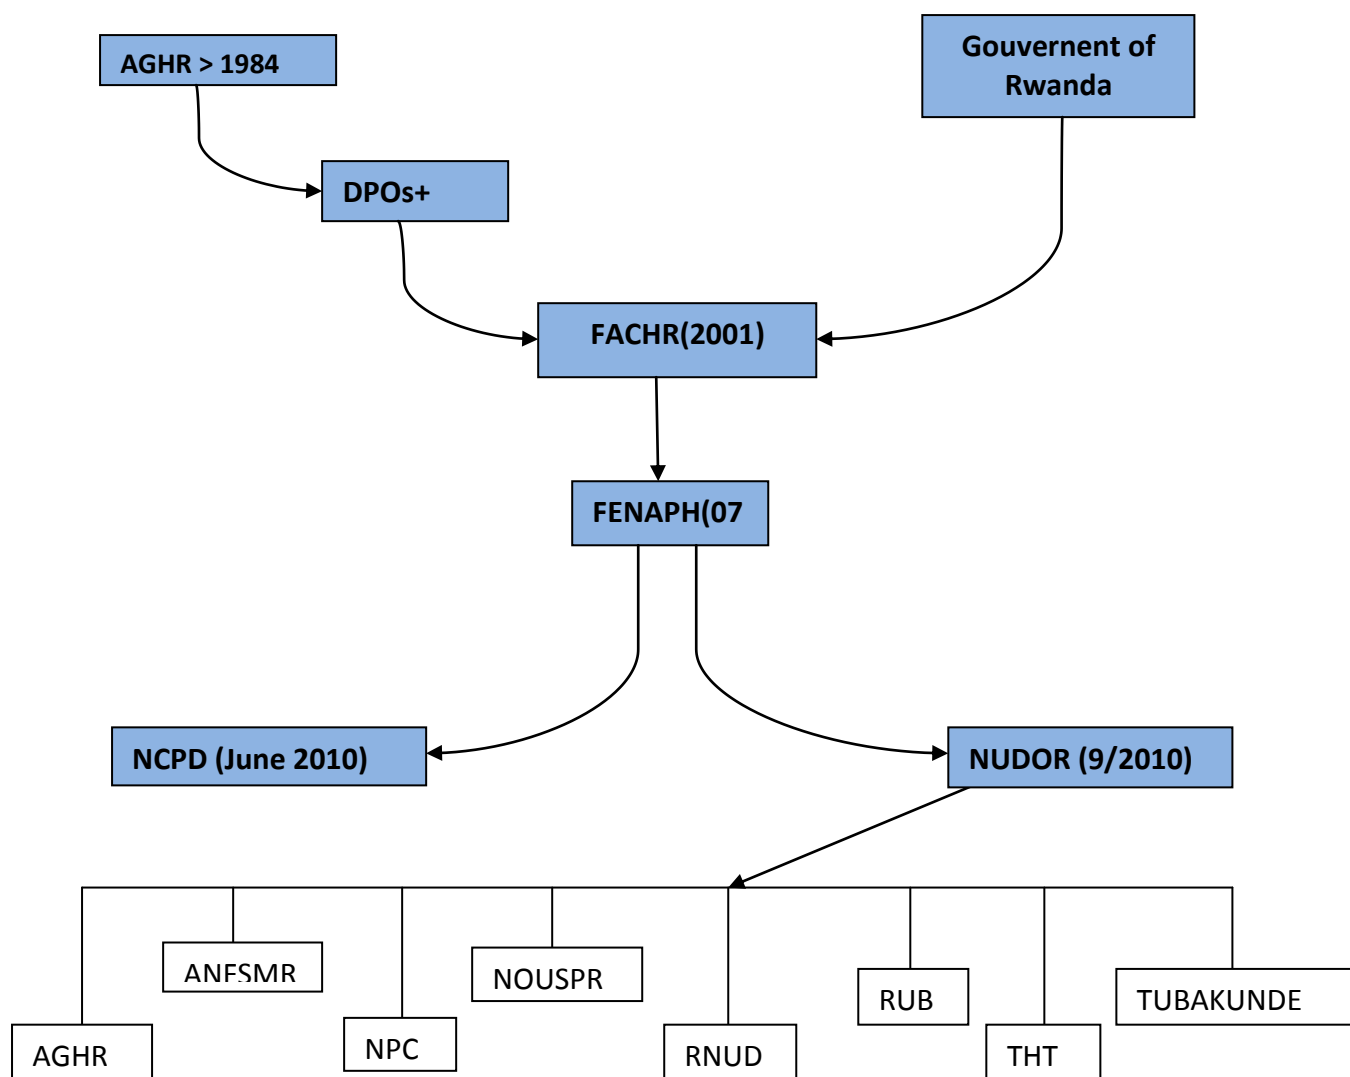 AGHR > 1984
Gouvernent of
Rwanda
DPOs+
FACHR(2001)
FENAPH(07
NCPD (June 2010)
NUDOR (9/2010)
ANFSMR
NOUSPR
RUB
TUBAKUNDE
AGHR
NPC
RNUD
THT